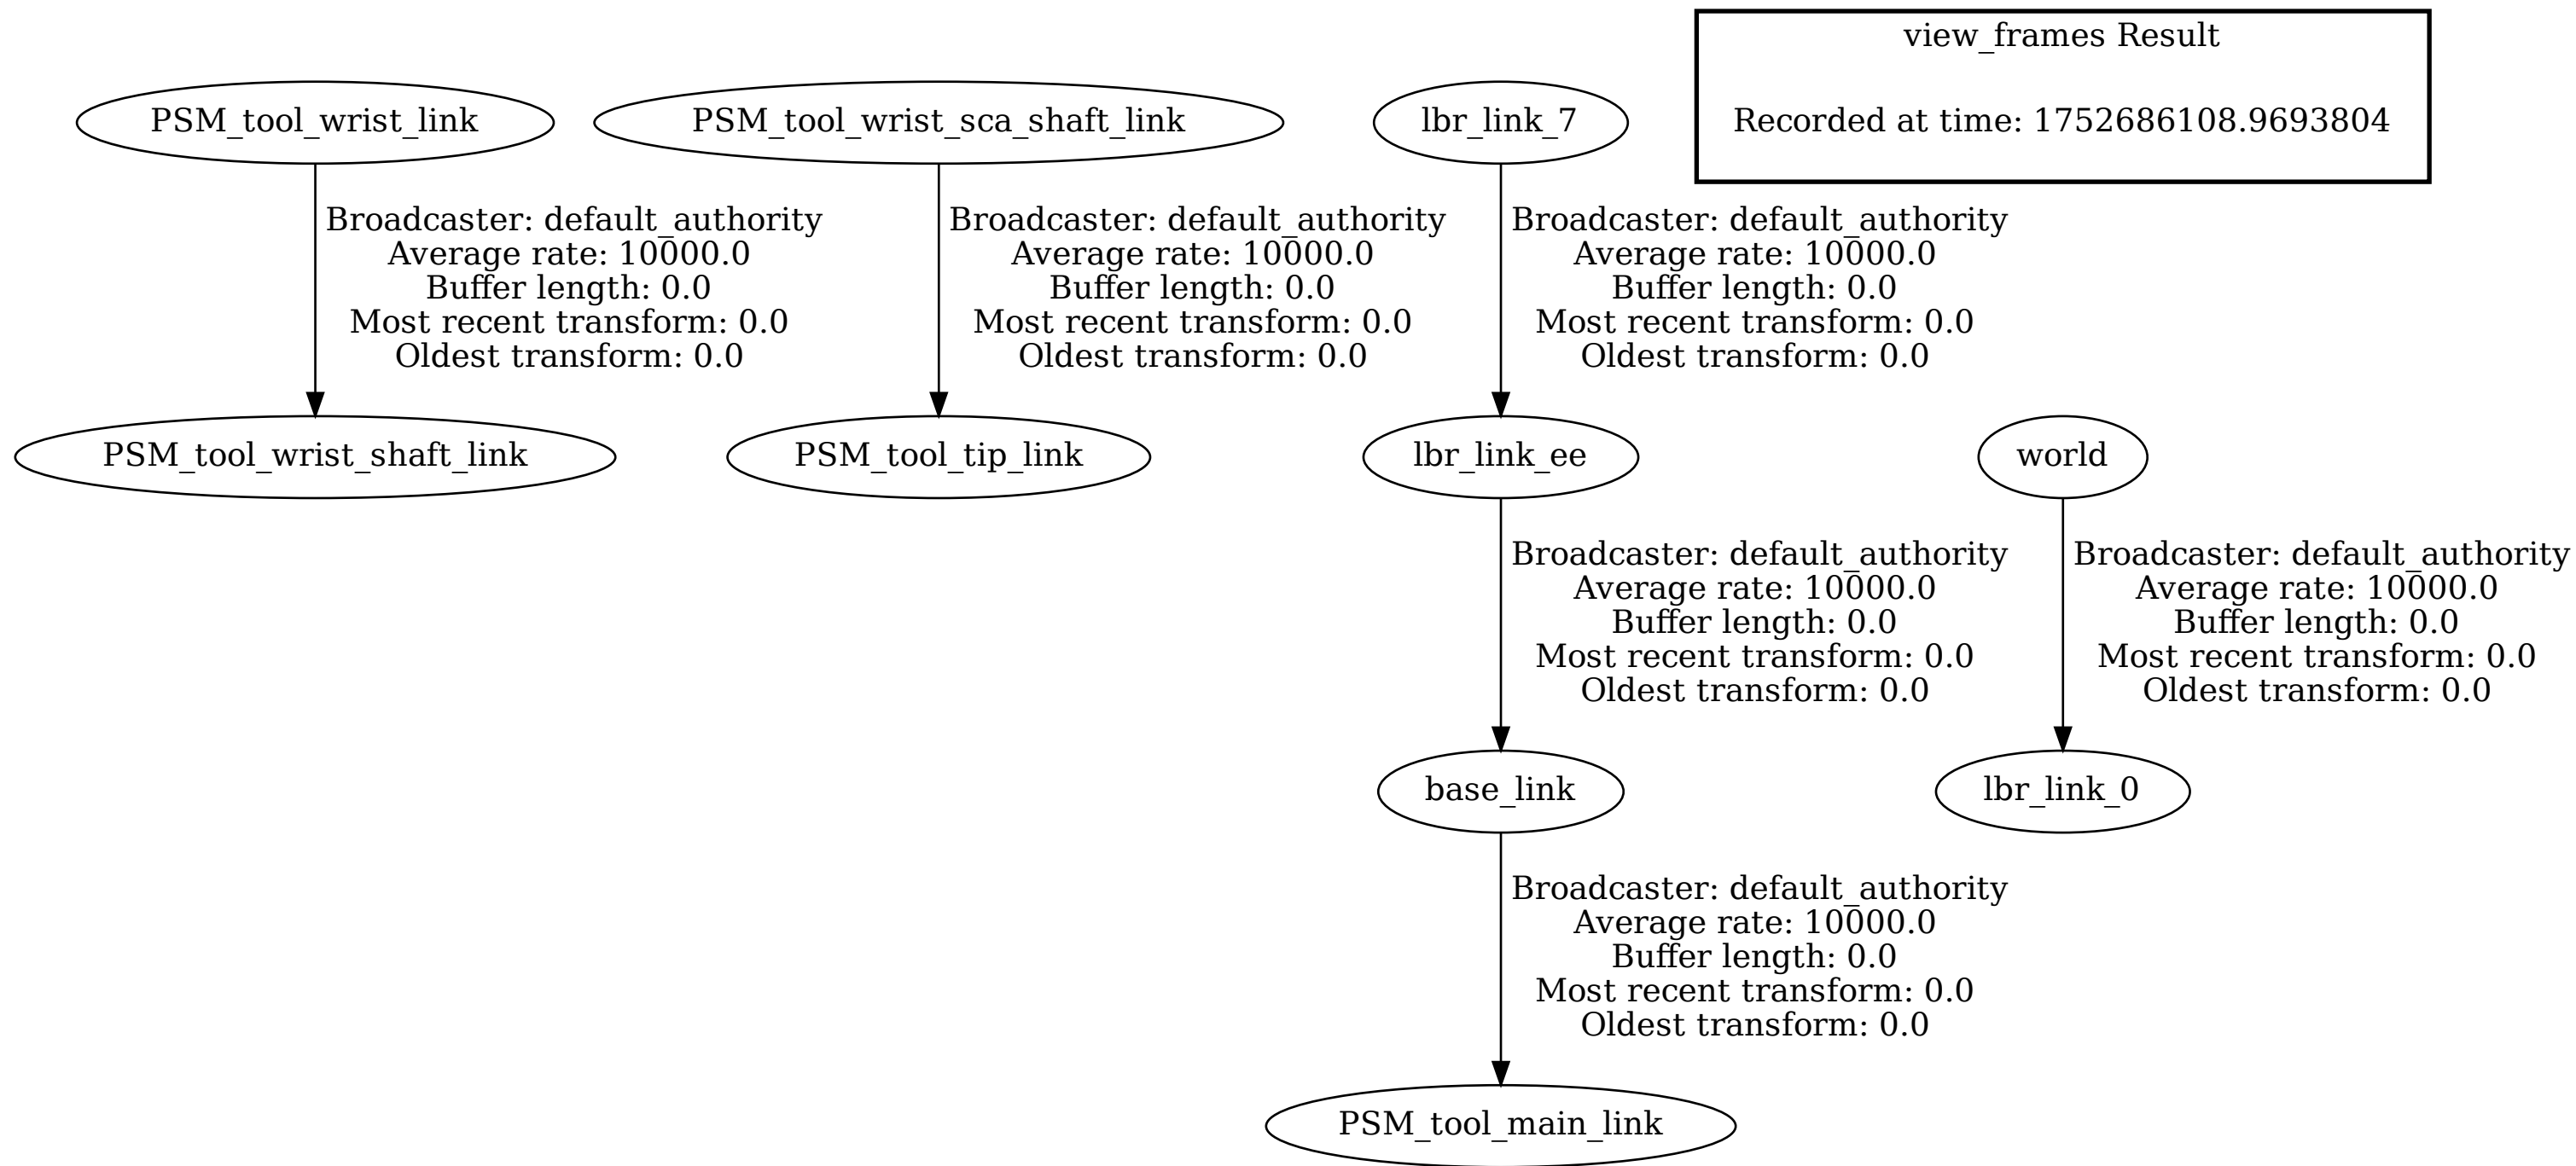 view_frames Result
Recorded at time: 1752686108.9693804
PSM_tool_wrist_link
PSM_tool_wrist_sca_shaft_link
lbr_link_7
Broadcaster: default_authority
Average rate: 10000.0
Buffer length: 0.0
Most recent transform: 0.0
Oldest transform: 0.0
Broadcaster: default_authority
Average rate: 10000.0
Buffer length: 0.0
Most recent transform: 0.0
Oldest transform: 0.0
Broadcaster: default_authority
Average rate: 10000.0
Buffer length: 0.0
Most recent transform: 0.0
Oldest transform: 0.0
PSM_tool_wrist_shaft_link
PSM_tool_tip_link
lbr_link_ee
world
Broadcaster: default_authority
Average rate: 10000.0
Buffer length: 0.0
Most recent transform: 0.0
Oldest transform: 0.0
Broadcaster: default_authority
Average rate: 10000.0
Buffer length: 0.0
Most recent transform: 0.0
Oldest transform: 0.0
base_link
lbr_link_0
Broadcaster: default_authority
Average rate: 10000.0
Buffer length: 0.0
Most recent transform: 0.0
Oldest transform: 0.0
PSM_tool_main_link